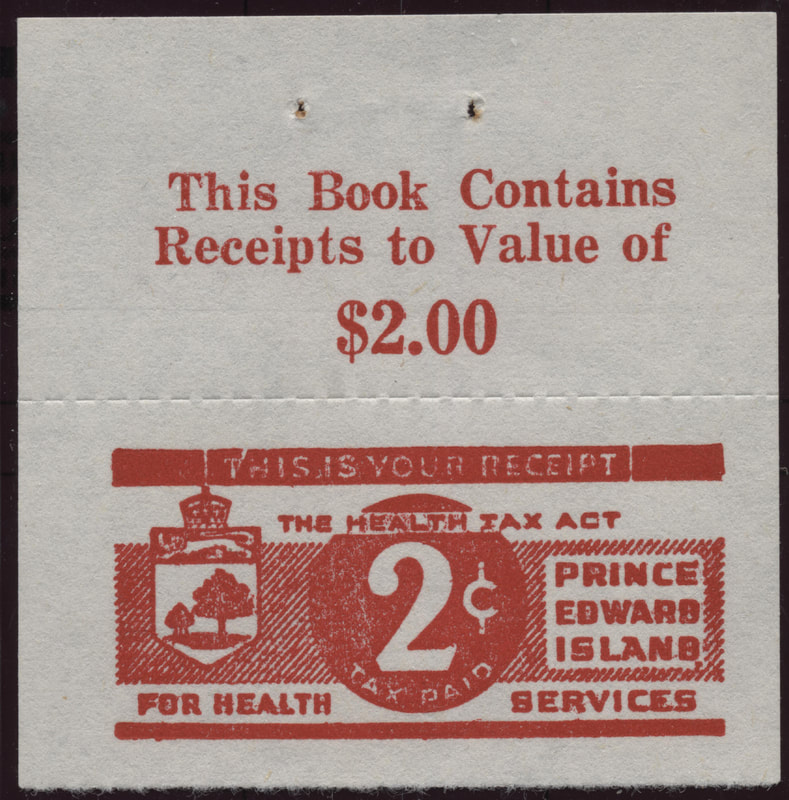 This Book Contains
Receipts to Value of
$2.00
THIS IS YOUR RECEIPT
THE HEALTH TAX ACT
2¢
TAX PAID
PRINCE
EDWARD
ISLAND
FOR HEALTH SERVICES